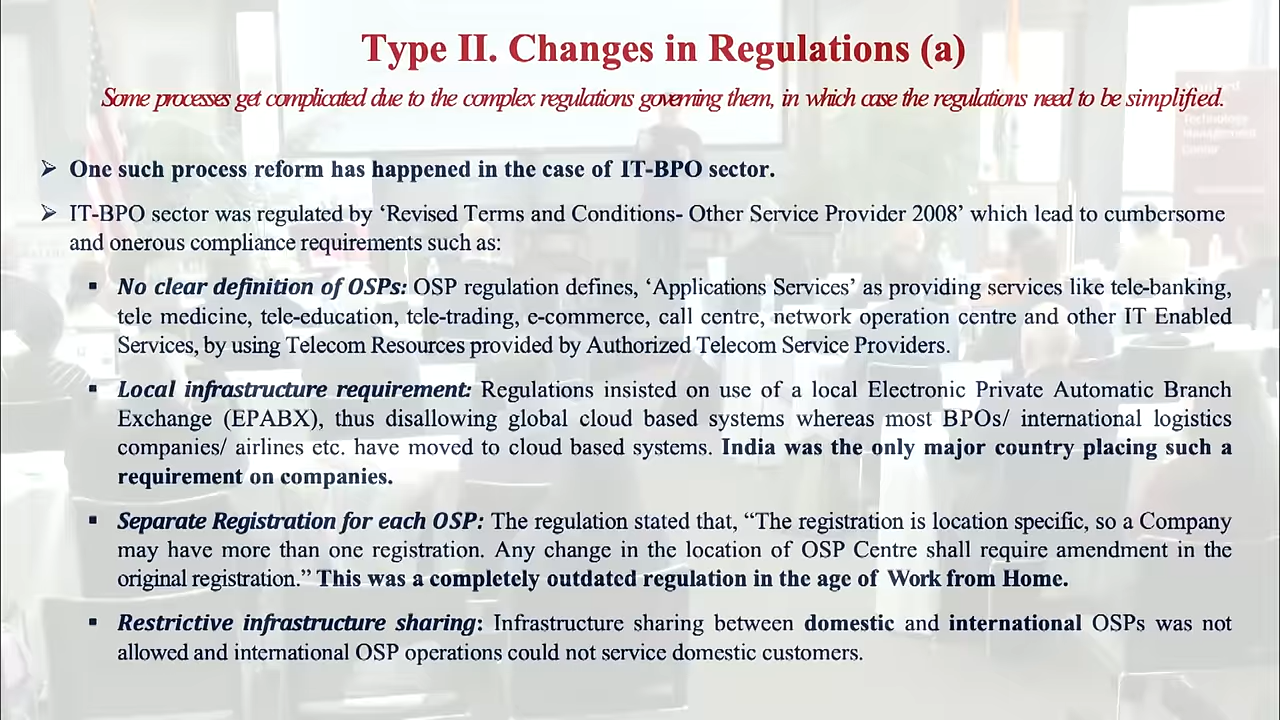 Type II. Changes in Regulations (a)
Some processes get complicated due to the complex regulations governing them, in which case the regulations need to be simplified.
➢ One such process reform has happened in the case of IT-BPO sector.
➢ IT-BPO sector was regulated by ‘Revised Terms and Conditions- Other Service Provider 2008’ which lead to cumbersome
and onerous compliance requirements such as:
▪ No clear definition of OSPs: OSP regulation defines, ‘Applications Services’ as providing services like tele-banking,
tele medicine, tele-education, tele-trading, e-commerce, call centre, network operation centre and other IT Enabled
Services, by using Telecom Resources provided by Authorized Telecom Service Providers.
▪ Local infrastructure requirement: Regulations insisted on use of a local Electronic Private Automatic Branch
Exchange (EPABX), thus disallowing global cloud based systems whereas most BPOs/ international logistics
companies/ airlines etc. have moved to cloud based systems. India was the only major country placing such a
requirement on companies.
▪ Separate Registration for each OSP: The regulation stated that, “The registration is location specific, so a Company
may have more than one registration. Any change in the location of OSP Centre shall require amendment in the
original registration.” This was a completely outdated regulation in the age of Work from Home.
▪ Restrictive infrastructure sharing: Infrastructure sharing between domestic and international OSPs was not
allowed and international OSP operations could not service domestic customers.
Technology
Management